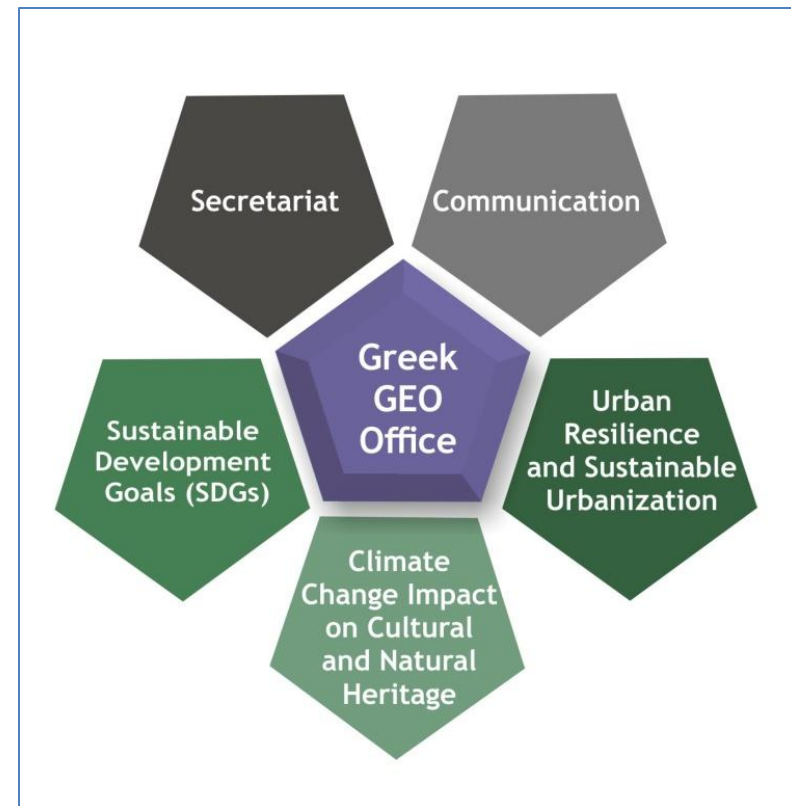 Secretariat
Communication
Greek
GEO
Office
Sustainable
Development
Goals (SDGs)
Urban
Resilience
and Sustainable
Urbanization
Climate
Change Impact
on Cultural
and Natural
Heritage